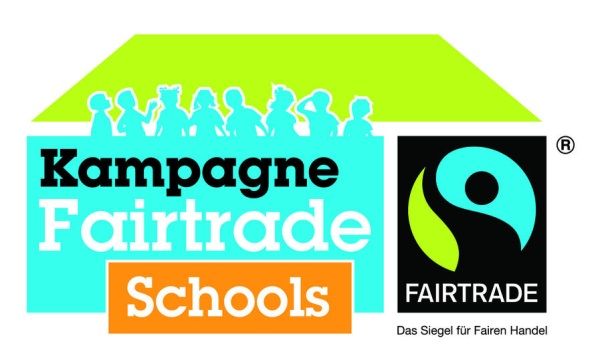 Kampagne
Fairtrade
Schools
®
FAIRTRADE
Das Siegel für Fairen Handel